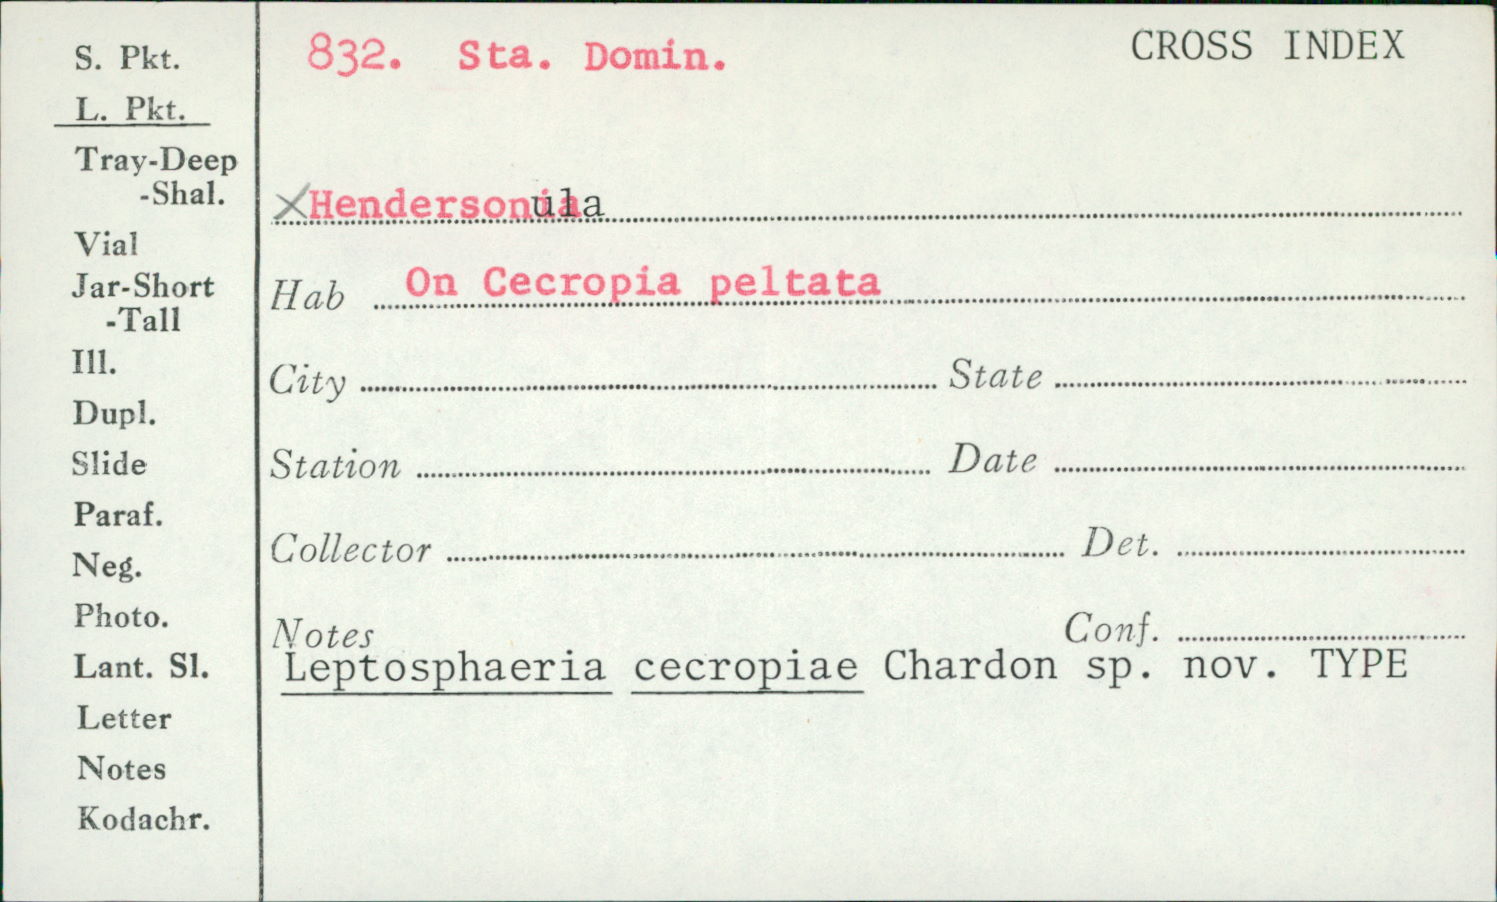 832. Sta. Domin.
CROSS INDEX
S. Pkt.
L. Pkt.
Tray-Deep
-Shal.
Vial
Jar-Short
-Tall
Ill.
Dupl.
Slide
Paraf.
Neg.
Photo.
Lant. Sl.
Letter
Notes
Kodachr.
XHendersonula
Hab On Cecropia peltata
City State
Station Date
Collector Det.
Notes Conf.
Leptosphaeria cecropiae Chardon sp. nov. TYPE